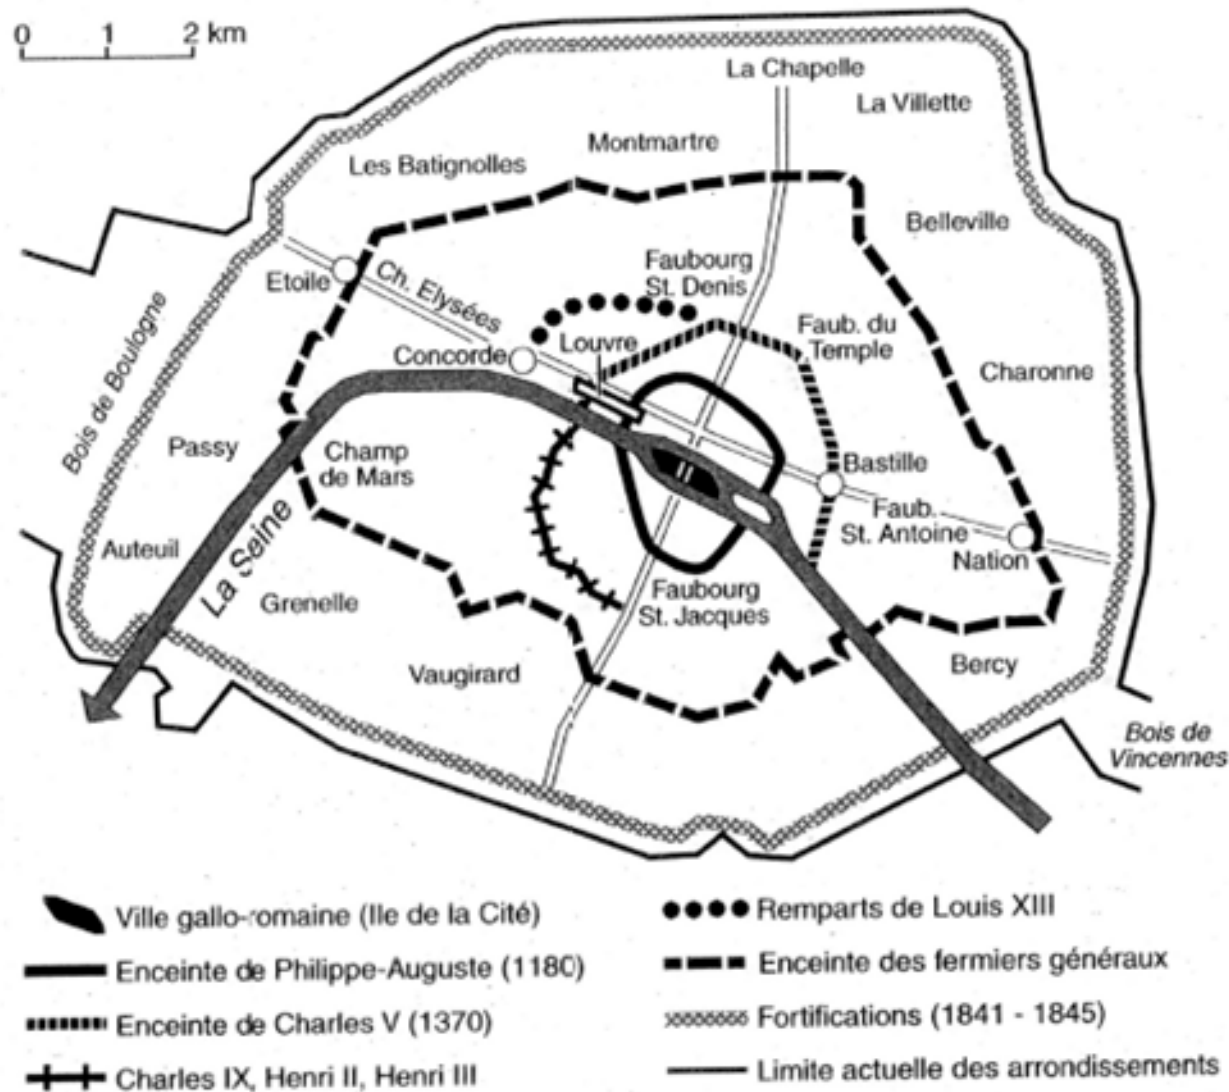 0 1 2 km
La Chapelle
La Villette
Montmartre
Les Batignolles
Belleville
Faubourg
St. Denis
Etoile
Ch. Elysées
Faub. du
Temple
Louvre
Concorde
Charonne
Bois de Boulogne
Passy
Champ
de Mars
Bastille
Faub.
St. Antoine
Nation
Auteuil
La Seine
Grenelle
Faubourg
St. Jacques
Vaugirard
Bercy
Bois de
Vincennes
Ville gallo-romaine (Ile de la Cité)
Enceinte de Philippe-Auguste (1180)
Enceinte de Charles V (1370)
Charles IX, Henri II, Henri III
Remparts de Louis XIII
Enceinte des fermiers généraux
Fortifications (1841 - 1845)
Limite actuelle des arrondissements